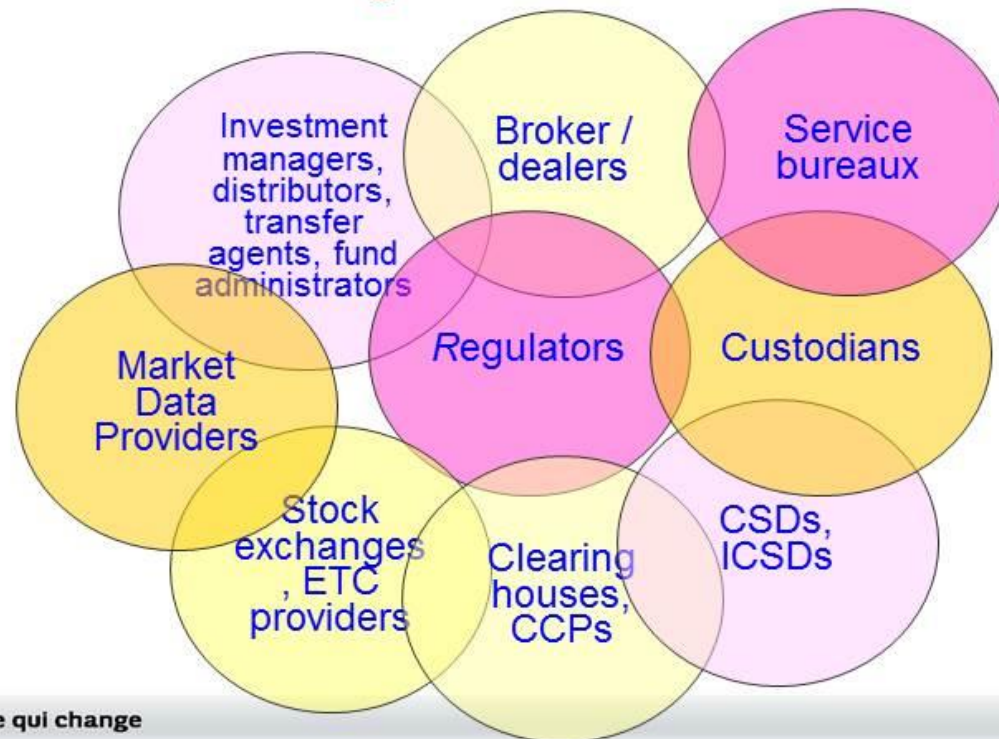 Investment
managers,
distributors,
transfer
agents, fund
administrators
Broker /
dealers
Service
bureaux
Market
Data
Providers
Regulators
Custodians
Stock
exchanges
, ETC
providers
Clearing
houses,
CCPs
CSDs,
ICSDs
qui change